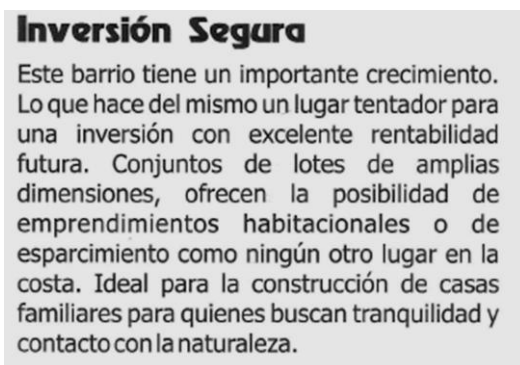 Inversión Segura
Este barrio tiene un importante crecimiento.
Lo que hace del mismo un lugar tentador para
una inversión con excelente rentabilidad
futura. Conjuntos de lotes de amplias
dimensiones, ofrecen la posibilidad de
emprendimientos habitacionales o de
esparcimiento como ningún otro lugar en la
costa. Ideal para la construcción de casas
familiares para quienes buscan tranquilidad y
contacto con la naturaleza.